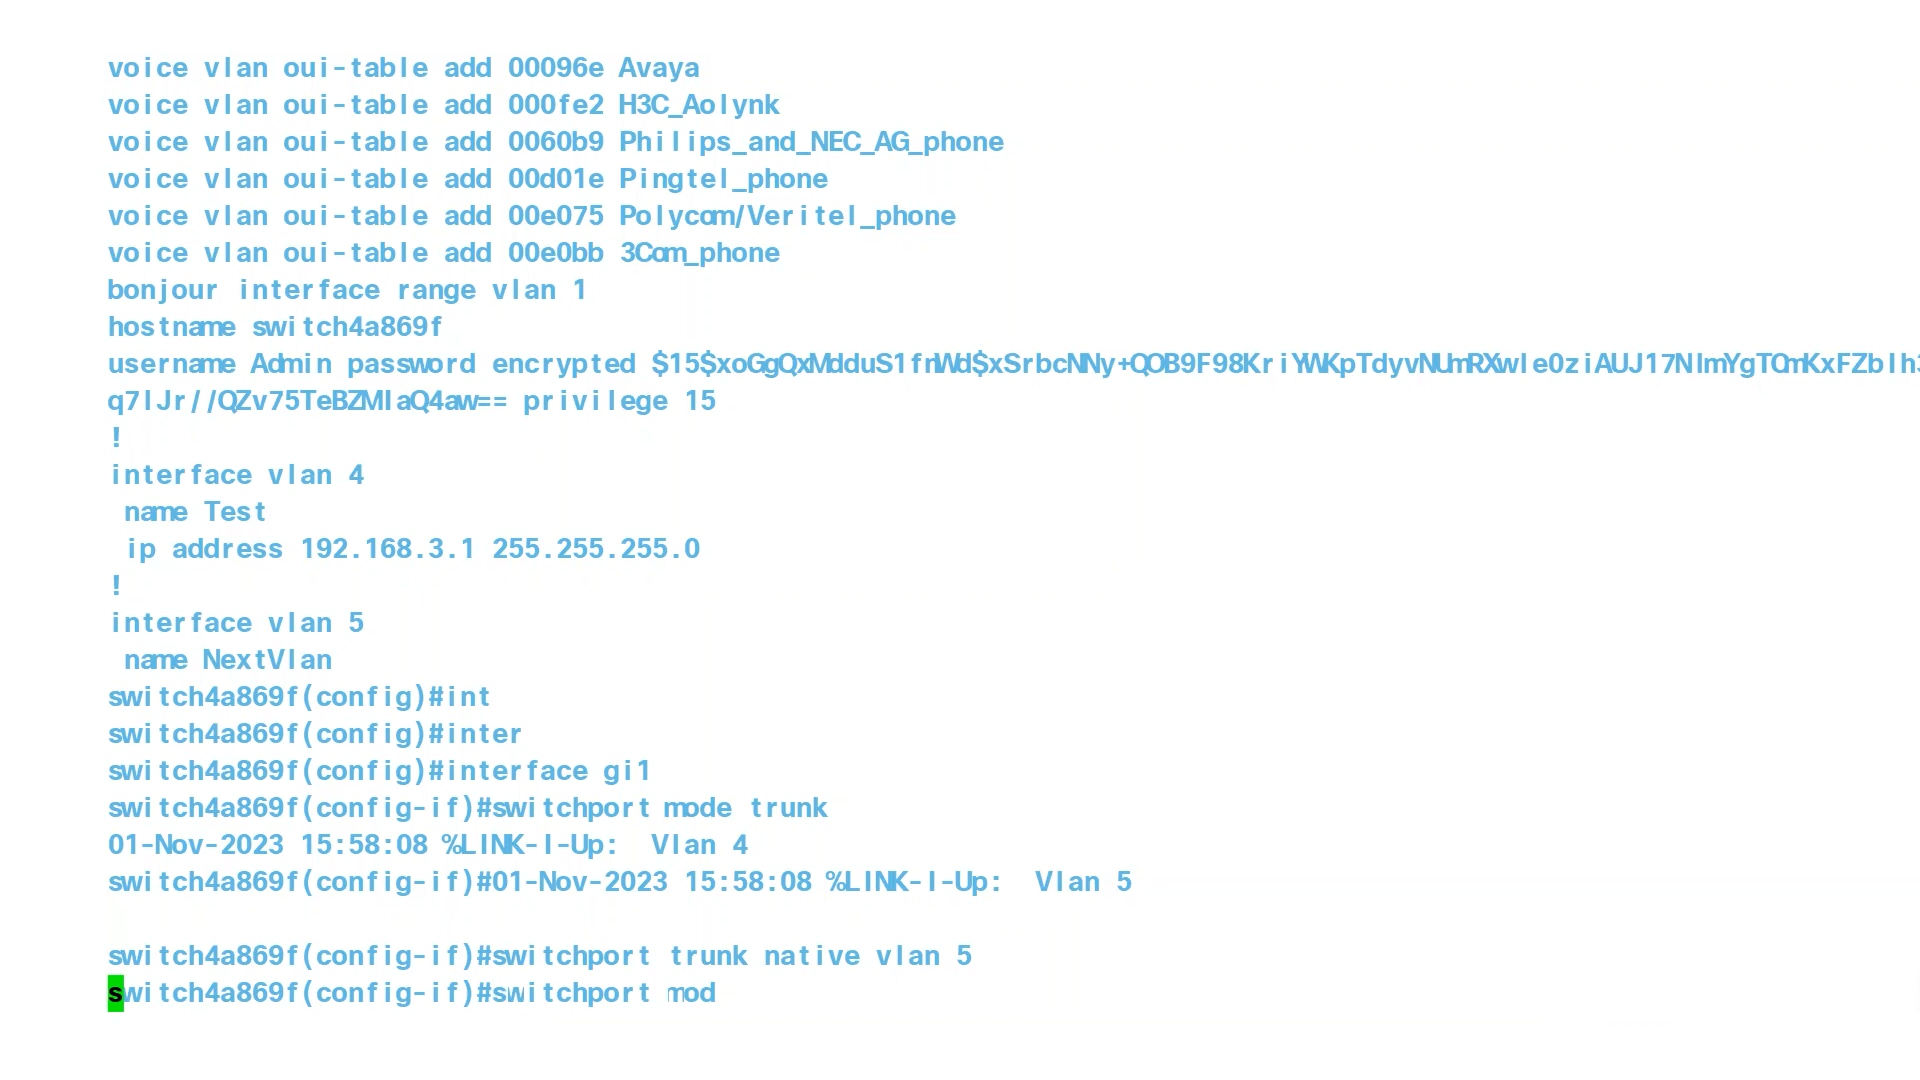 voice vlan oui-table add 00096e Avaya
voice vlan oui-table add 000fe2 H3C_Aolynk
voice vlan oui-table add 0060b9 Philips_and_NEC_AG_phone
voice vlan oui-table add 00d01e Pingtel_phone
voice vlan oui-table add 00e075 Polycom/Veritel_phone
voice vlan oui-table add 00e0bb 3Com_phone
bonjour interface range vlan 1
hostname switch4a869f
username Admin password encrypted
privilege 15
!
interface vlan 4
name Test
ip address 192.168.3.1 255.255.255.0
!
interface vlan 5
name NextVlan
switch4a869f(config)#int
switch4a869f(config)#inter
switch4a869f(config)#interface gi1
switch4a869f(config-if)#switchport mode trunk
01-Nov-2023 15:58:08 %LINK-I-Up:  Vlan 4
switch4a869f(config-if)#01-Nov-2023 15:58:08 %LINK-I-Up:  Vlan 5
switch4a869f(config-if)#switchport trunk native vlan 5
switch4a869f(config-if)#switchport mod